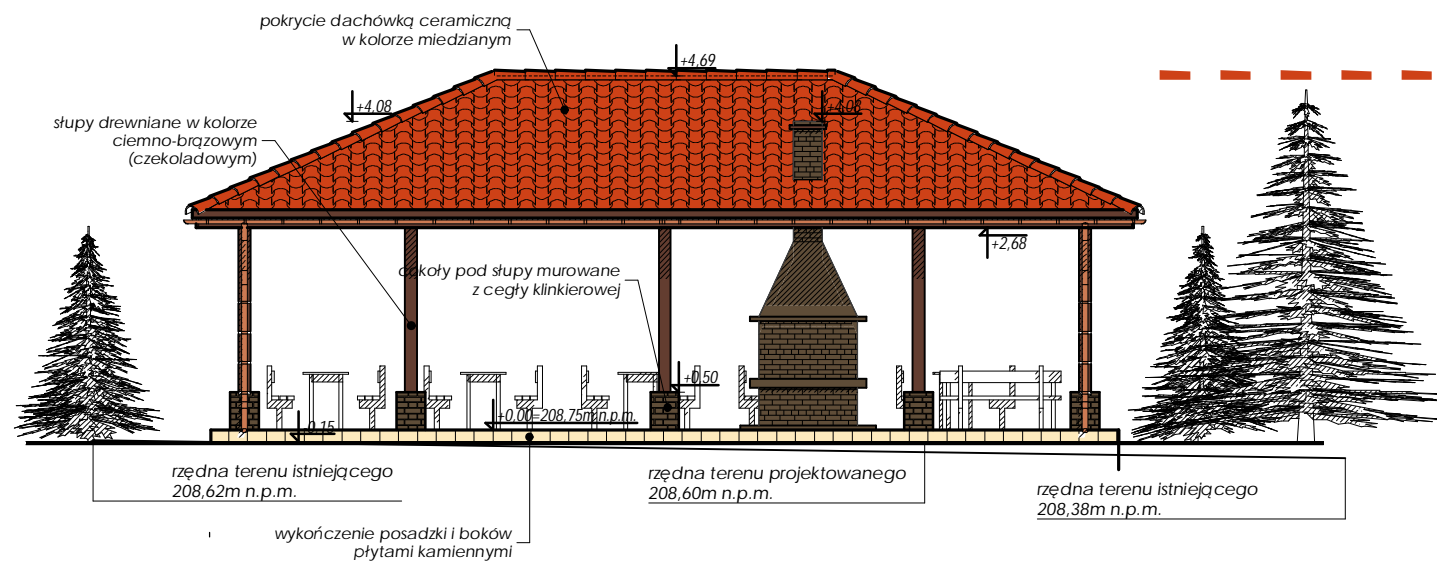 pokrycie dachówką ceramiczną
w kolorze miedzianym
+4,69
+4,08
+4,08
słupy drewniane w kolorze
ciemno-brązowym
(czekoladowym)
+2,68
cokoły pod słupy murowane
z cegły klinkierowej
+0,50
+0.00=208.75m n.p.m.
-0,15
rzędna terenu istniejącego
208,62m n.p.m.
rzędna terenu projektowanego
208,60m n.p.m.
rzędna terenu istniejącego
208,38m n.p.m.
wykończenie posadzki i boków
płytami kamiennymi